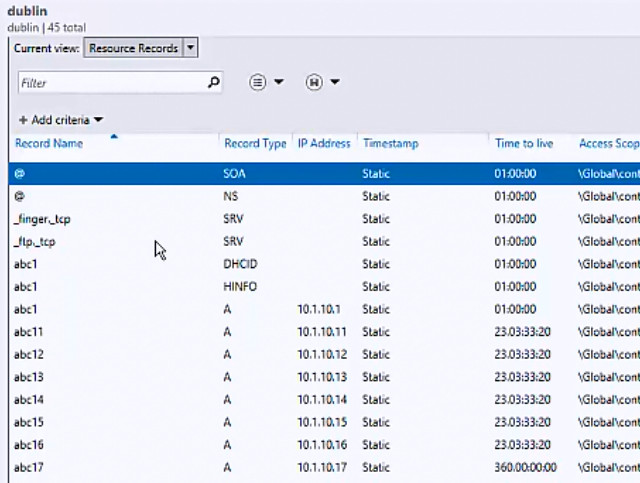 dublin
dublin | 45 total
Current view: Resource Records
Filter
+ Add criteria
Record Name Record Type IP Address Timestamp Time to live Access Scop
@ SOA Static 01:00:00 \Global\cont
@ NS Static 01:00:00 \Global\cont
_finger._tcp SRV Static 01:00:00 \Global\cont
_ftp._tcp SRV Static 01:00:00 \Global\cont
abc1 DHCID Static 01:00:00 \Global\cont
abc1 HINFO Static 01:00:00 \Global\cont
abc1 A 10.1.10.1 Static 01:00:00 \Global\cont
abc11 A 10.1.10.11 Static 23.03:33:20 \Global\cont
abc12 A 10.1.10.12 Static 23.03:33:20 \Global\cont
abc13 A 10.1.10.13 Static 23.03:33:20 \Global\cont
abc14 A 10.1.10.14 Static 23.03:33:20 \Global\cont
abc15 A 10.1.10.15 Static 23.03:33:20 \Global\cont
abc16 A 10.1.10.16 Static 23.03:33:20 \Global\cont
abc17 A 10.1.10.17 Static 360.00:00:00 \Global\cont